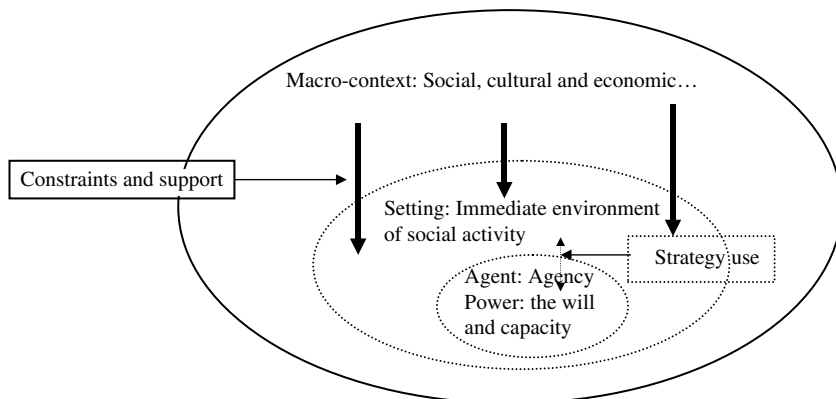 Macro-context: Social, cultural and economic…
Constraints and support
Setting: Immediate environment
of social activity
Strategy use
Agent: Agency
Power: the will
and capacity